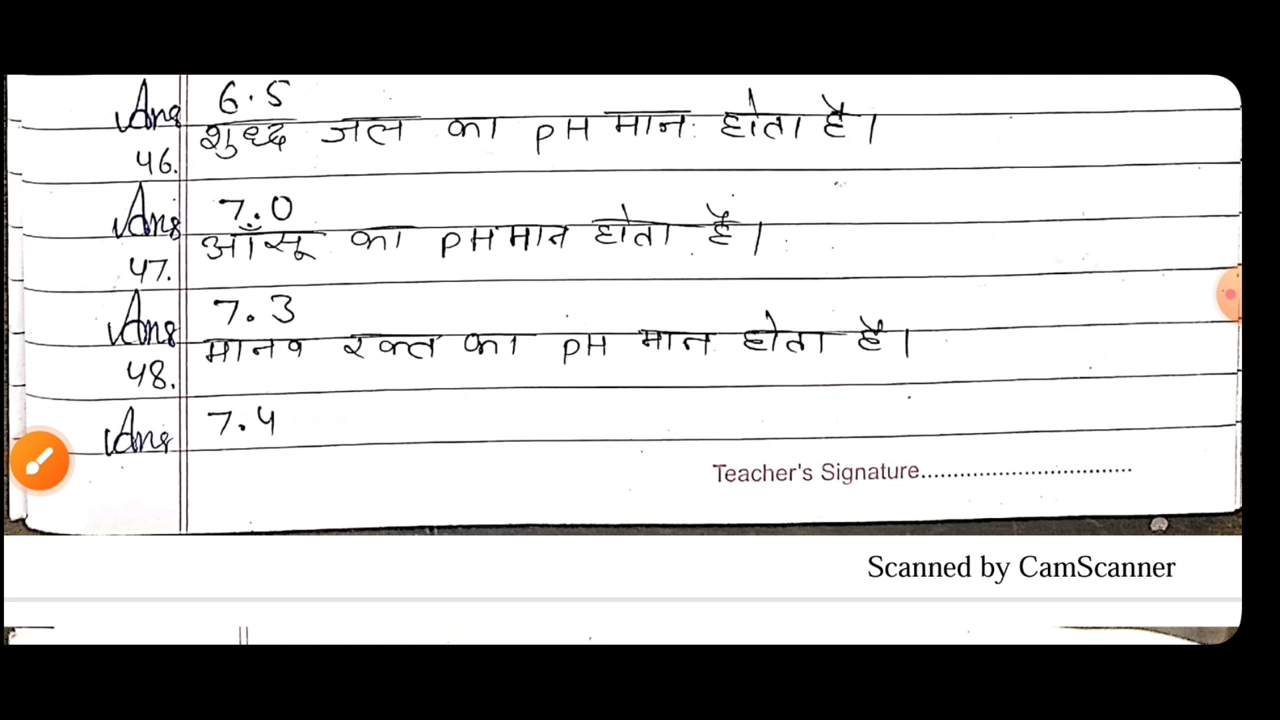 Ans 6.5
46. शुध्द जल का pH मान होता है।
Ans 7.0
47. आँसू का pH मान होता है।
Ans 7.3
48. मानव रक्त का pH मान होता है।
Ans 7.4
Teacher's Signature................................
Scanned by CamScanner